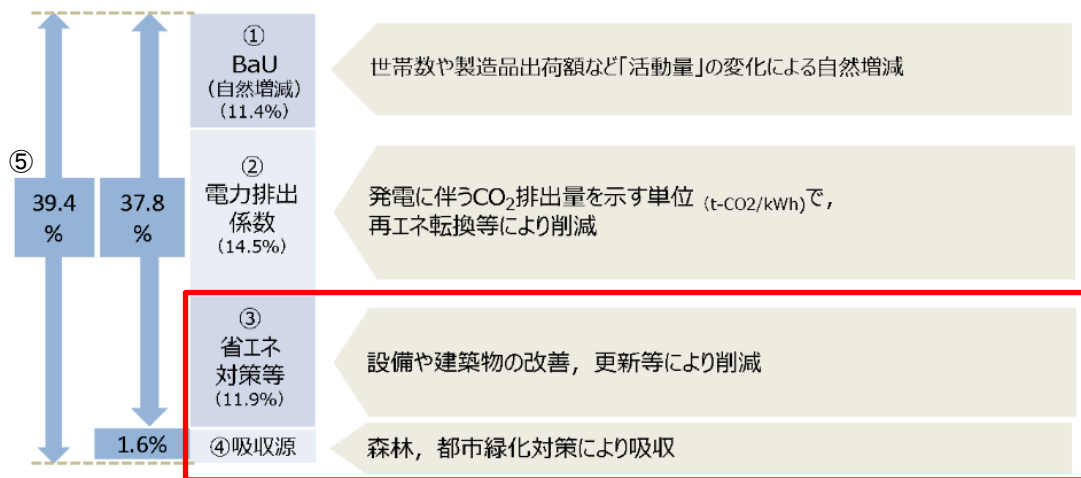 ①
BaU
(自然増減)
(11.4%)
世帯数や製造品出荷額など「活動量」の変化による自然増減
⑤
39.4
%
37.8
%
②
電力排出
係数
(14.5%)
発電に伴うCO₂排出量を示す単位 (t-CO2/kWh)で，
再エネ転換等により削減
③
省エネ
対策等
(11.9%)
設備や建築物の改善，更新等により削減
1.6%
④吸収源
森林，都市緑化対策により吸収